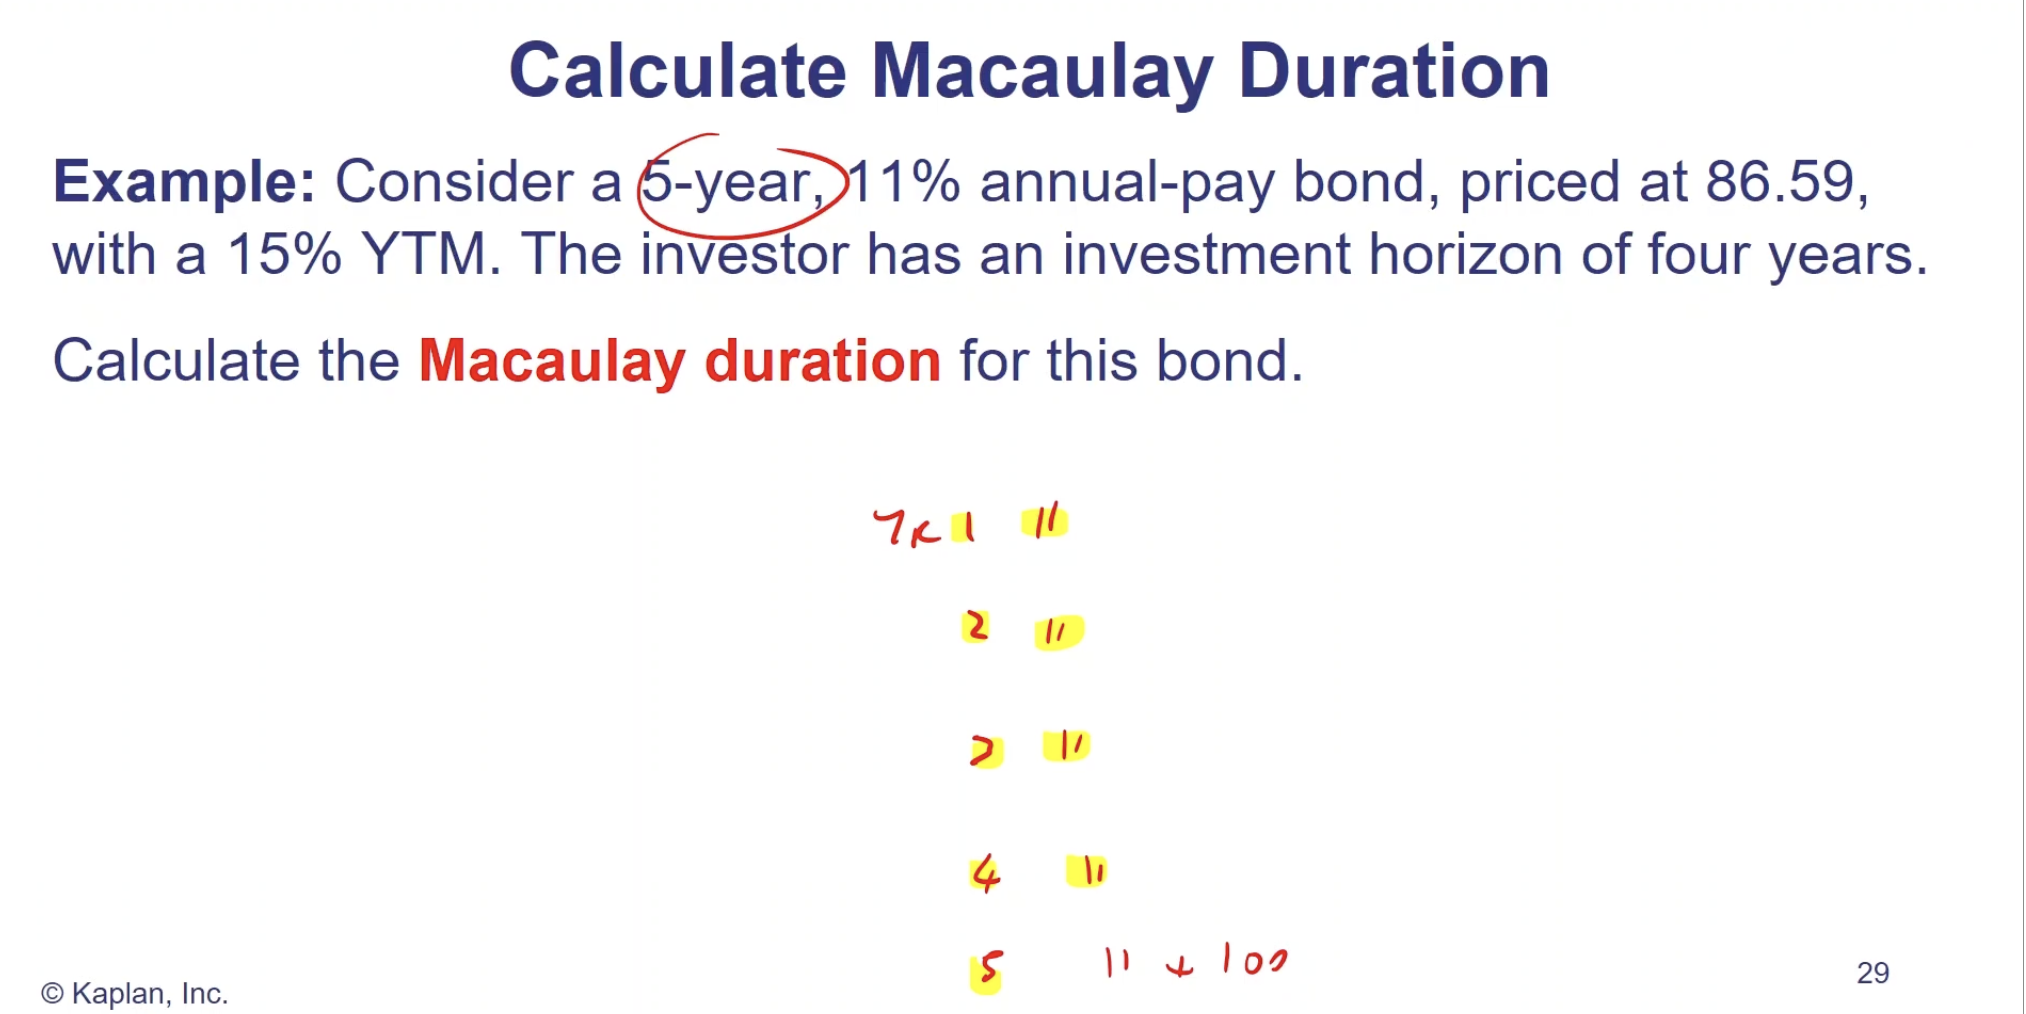 Calculate Macaulay Duration
Example: Consider a 5-year, 11% annual-pay bond, priced at 86.59,
with a 15% YTM. The investor has an investment horizon of four years.
Calculate the Macaulay duration for this bond.
YR 1 11
2 11
3 11
4 11
5 11 + 100
© Kaplan, Inc.
29